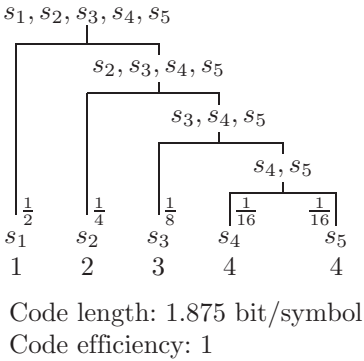 s₁, s₂, s₃, s₄, s₅
s₂, s₃, s₄, s₅
s₃, s₄, s₅
s₄, s₅
1/2 1/4 1/8 1/16 1/16
s₁ s₂ s₃ s₄ s₅
1 2 3 4 4
Code length: 1.875 bit/symbol
Code efficiency: 1